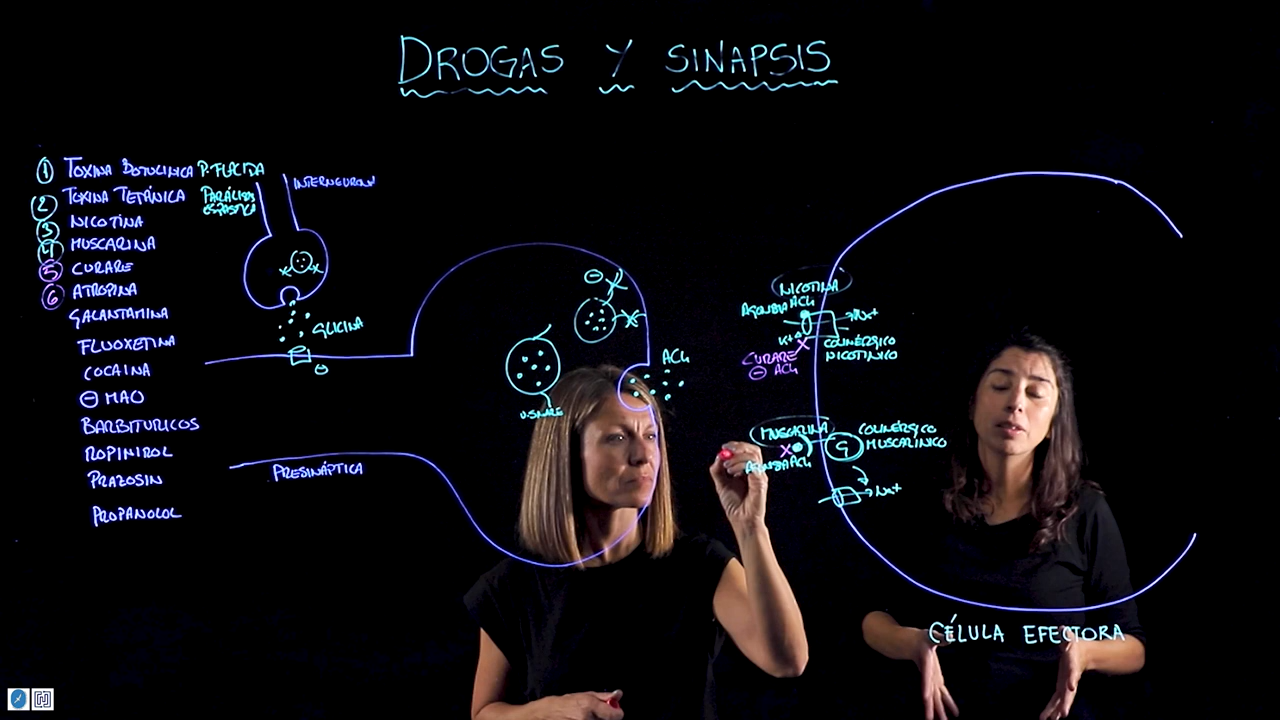 DROGAS Y SINAPSIS
1 TOXINA BOTULINICA P. FLACIDA
2 TOXINA TETÁNICA PARÁLISIS ESPÁSTICA
3 NICOTINA
4 MUSCARINA
5 CURARE
6 ATROPINA
GALANTAMINA
FLUOXETINA
COCAINA
⊖ MAO
BARBITURICOS
ROPINIROL
PRAZOSIN
PROPANOLOL
INTERNEURONA
GLICINA
PRESINÁPTICA
V-SNARE
ACh
NICOTINA
AGONISTA ACh
Na+
K+
COLINÉRGICO
NICOTINICO
CURARE
⊖ ACh
MUSCARINA
AGONISTA ACh
G
COLINÉRGICO
MUSCARINICO
Na+
CÉLULA EFECTORA